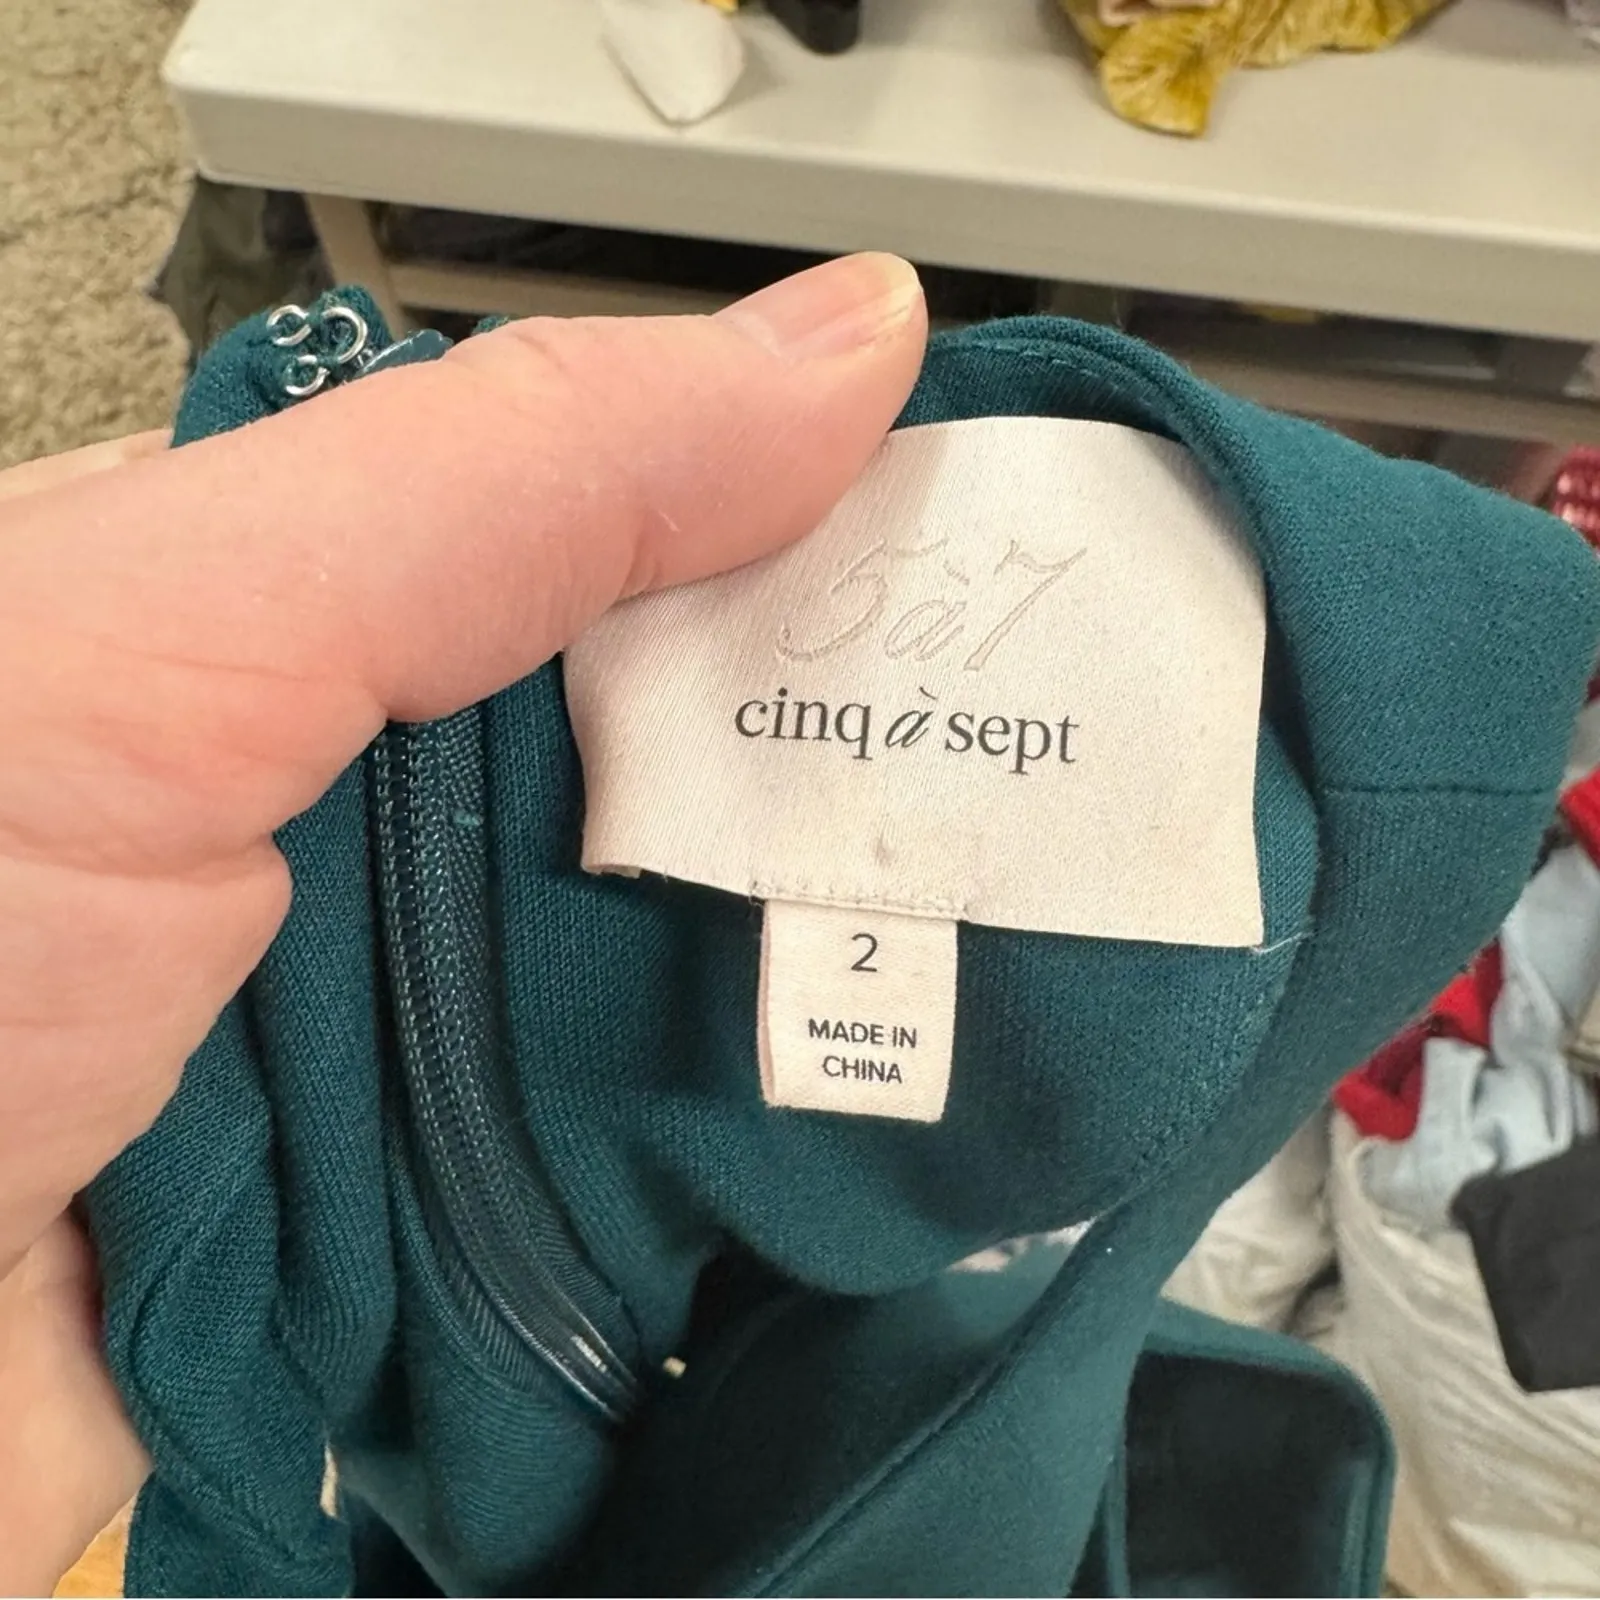 5à7
cinq à sept
2
MADE IN
CHINA